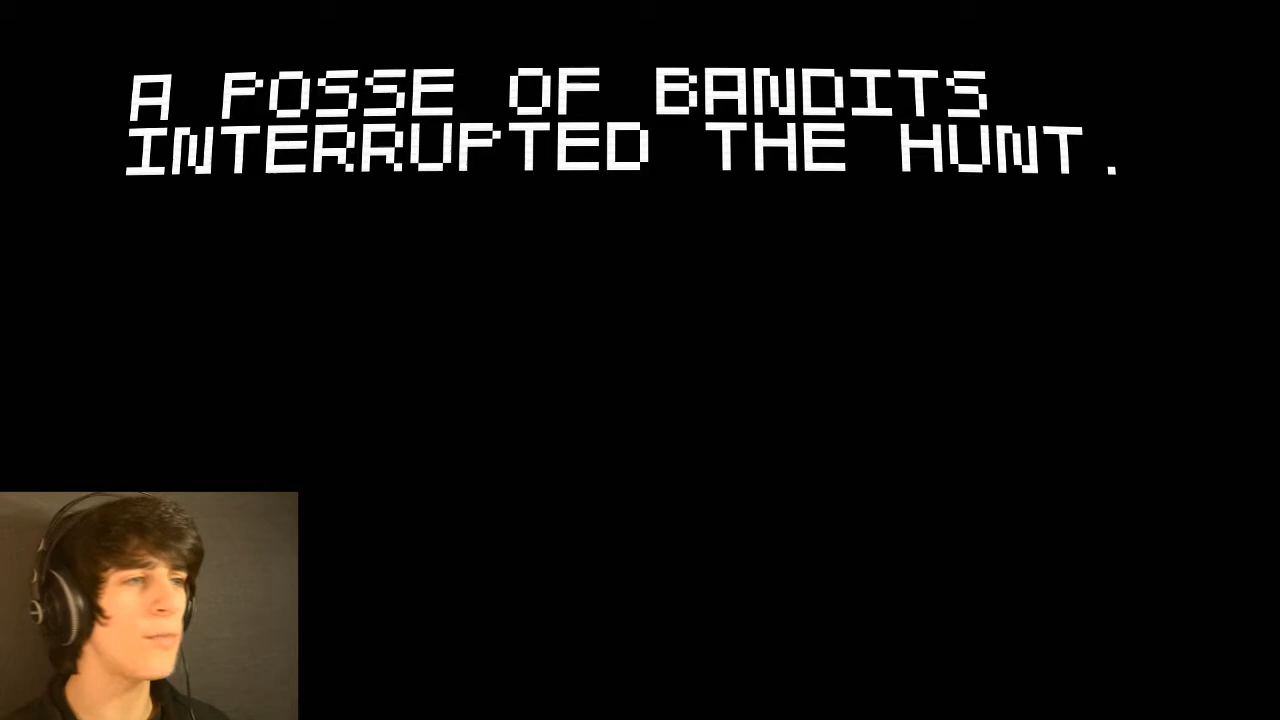 A POSSE OF BANDITS
INTERRUPTED THE HUNT.